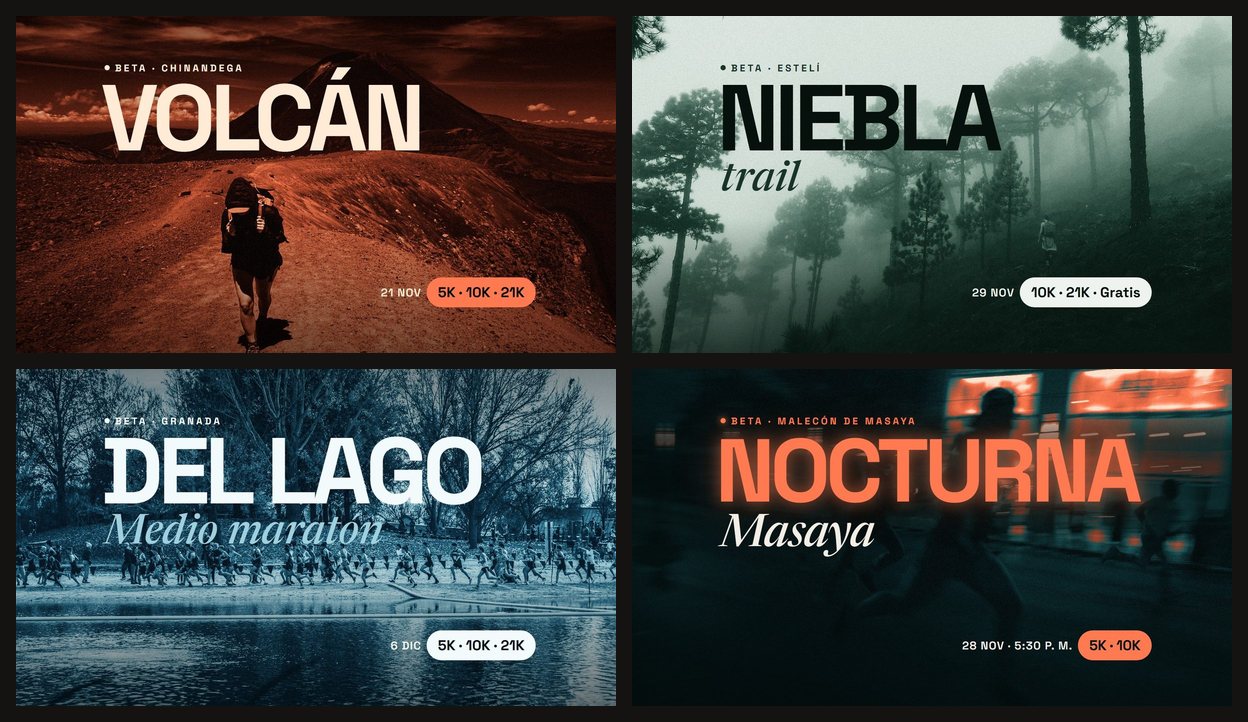 BETA · CHINANDEGA
VOLCÁN
21 NOV
5K · 10K · 21K
BETA · ESTELÍ
NIEBLA
trail
29 NOV
10K · 21K · Gratis
BETA · GRANADA
DEL LAGO
Medio maratón
6 DIC
5K · 10K · 21K
BETA · MALECÓN DE MASAYA
NOCTURNA
Masaya
28 NOV · 5:30 P. M.
5K · 10K